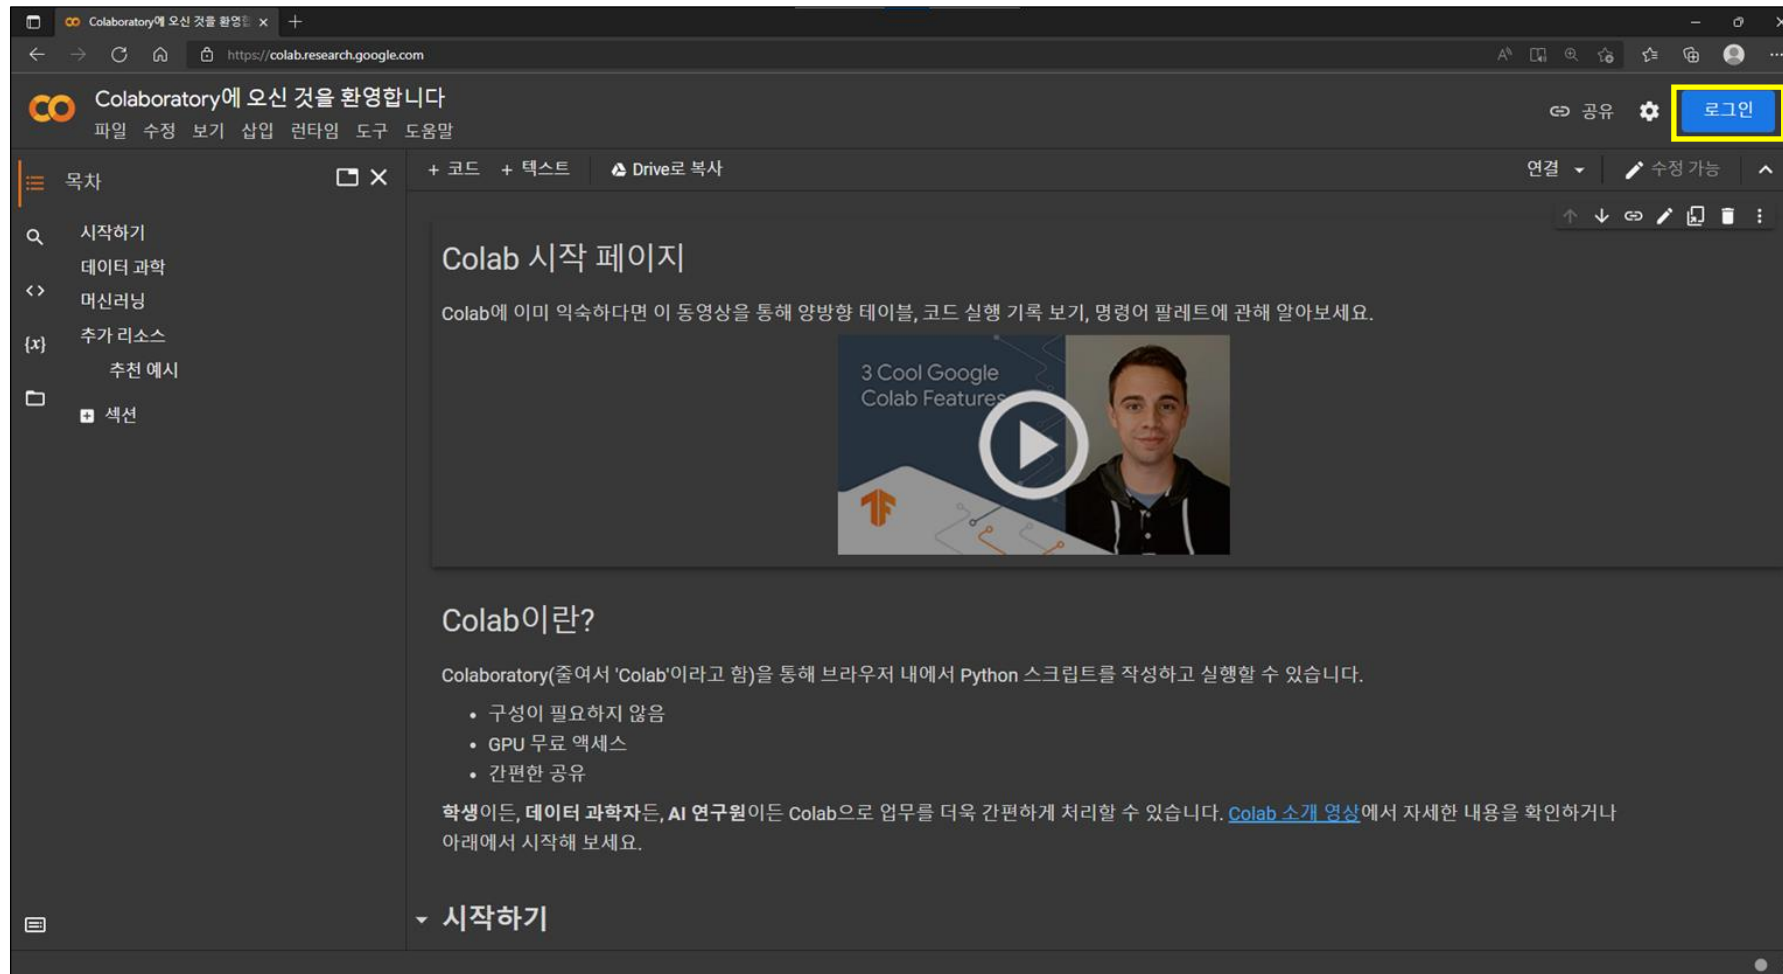 Colaboratory에 오신 것을 환영합
https://colab.research.google.com
Colaboratory에 오신 것을 환영합니다
파일 수정 보기 삽입 런타임 도구 도움말
공유
로그인
목차
시작하기
데이터 과학
머신러닝
추가 리소스
추천 예시
섹션
+ 코드 + 텍스트 Drive로 복사
연결 수정 가능
Colab 시작 페이지
Colab에 이미 익숙하다면 이 동영상을 통해 양방향 테이블, 코드 실행 기록 보기, 명령어 팔레트에 관해 알아보세요.
3 Cool Google
Colab Features
Colab이란?
Colaboratory(줄여서 'Colab'이라고 함)을 통해 브라우저 내에서 Python 스크립트를 작성하고 실행할 수 있습니다.
• 구성이 필요하지 않음
• GPU 무료 액세스
• 간편한 공유
학생이든, 데이터 과학자든, AI 연구원이든 Colab으로 업무를 더욱 간편하게 처리할 수 있습니다. Colab 소개 영상에서 자세한 내용을 확인하거나
아래에서 시작해 보세요.
시작하기